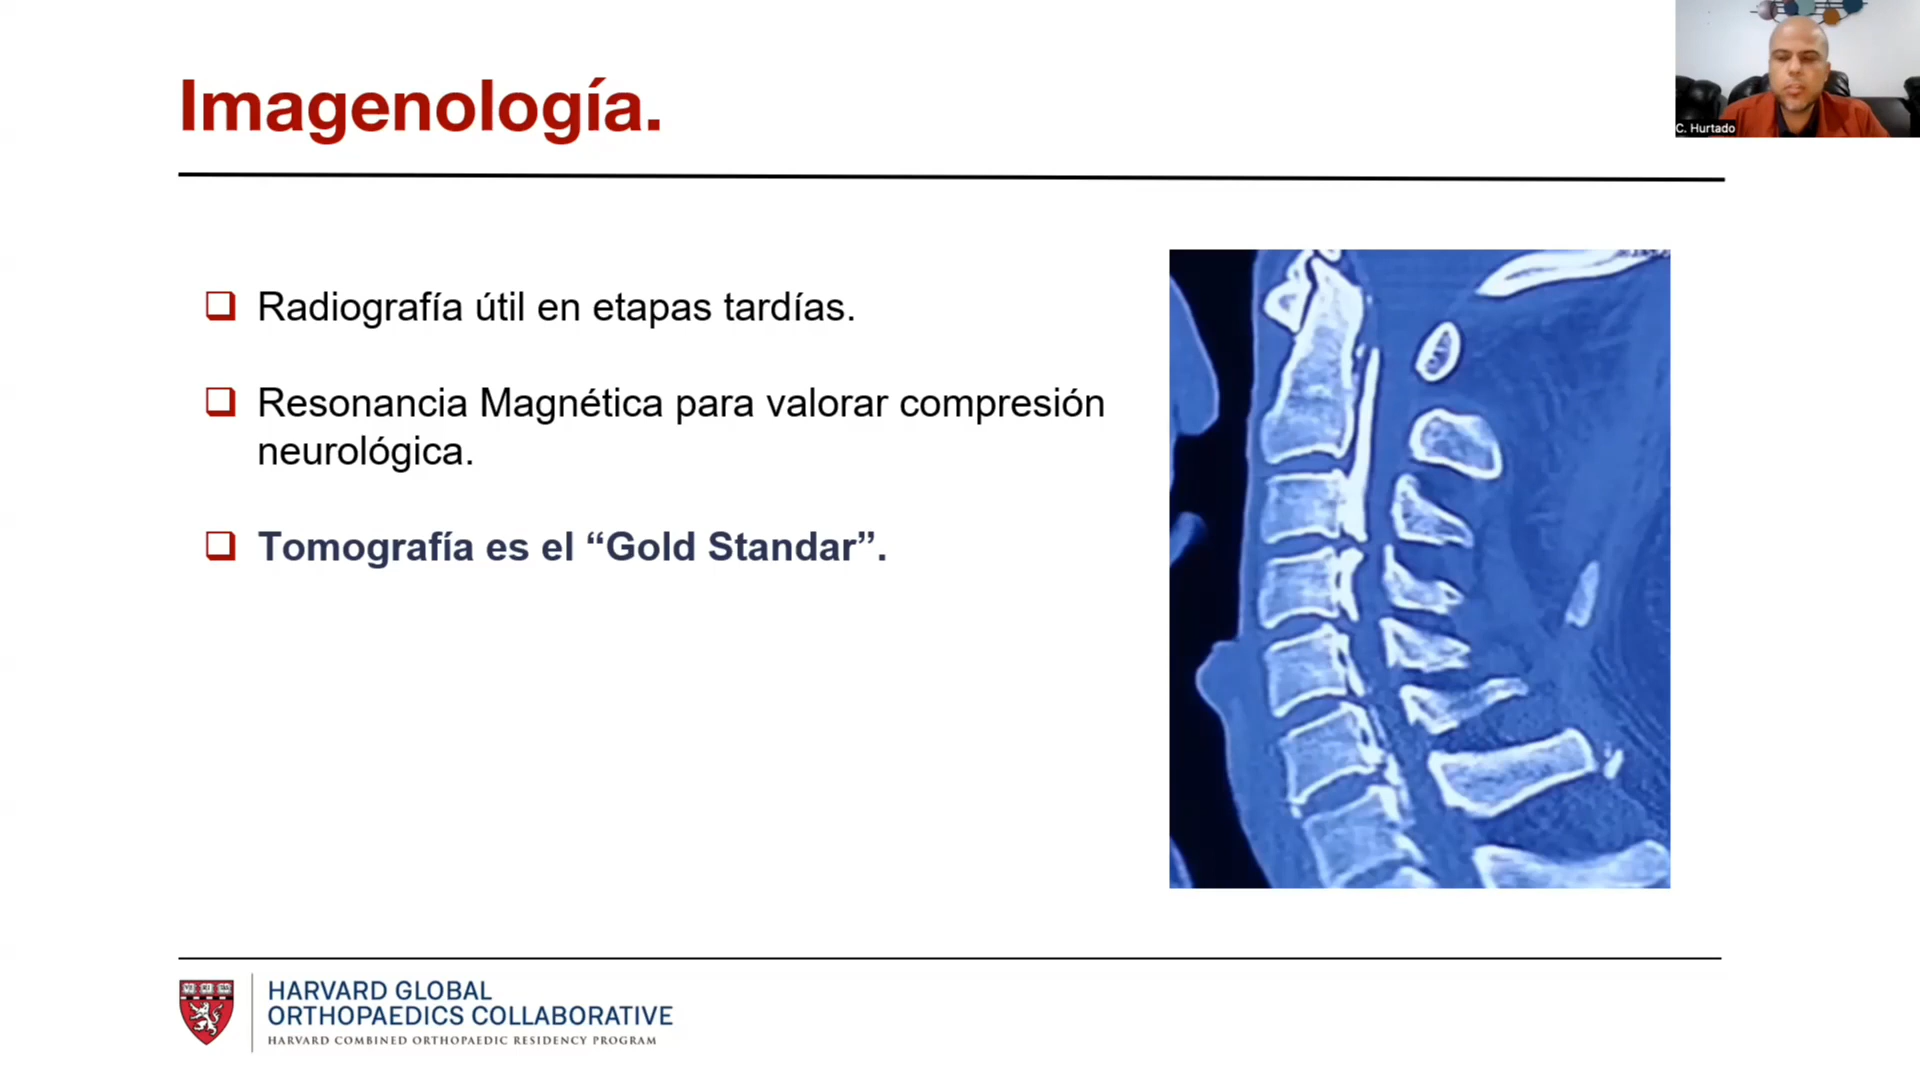 Imagenología.
C. Hurtado
Radiografía útil en etapas tardías.
Resonancia Magnética para valorar compresión
neurológica.
Tomografía es el “Gold Standar”.
HARVARD GLOBAL
ORTHOPAEDICS COLLABORATIVE
HARVARD COMBINED ORTHOPAEDIC RESIDENCY PROGRAM